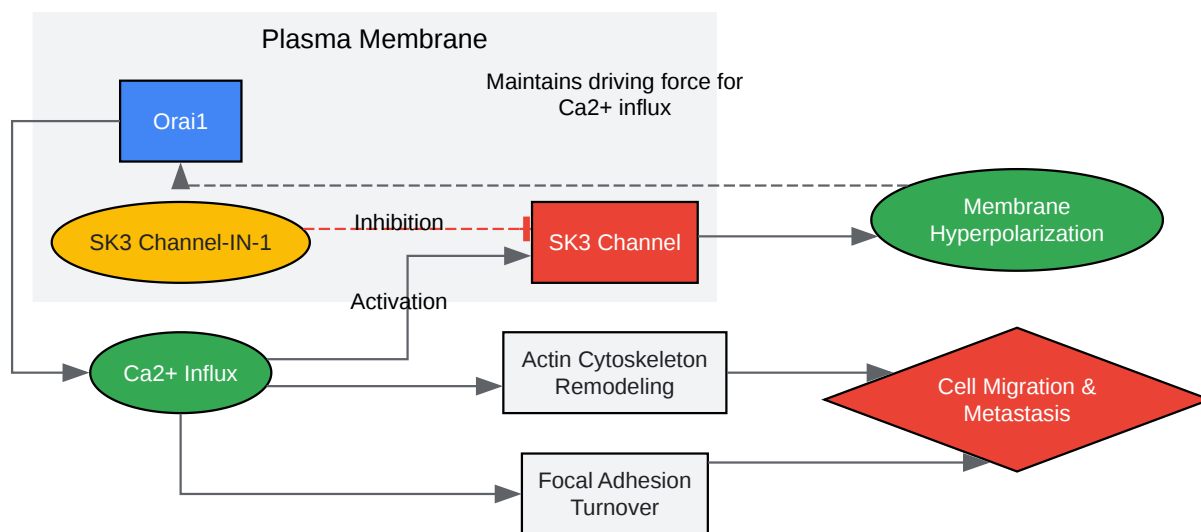 Plasma Membrane
Maintains driving force for
Ca2+ influx
Orai1
SK3 Channel-IN-1
Inhibition
SK3 Channel
Membrane
Hyperpolarization
Activation
Ca2+ Influx
Actin Cytoskeleton
Remodeling
Cell Migration &
Metastasis
Focal Adhesion
Turnover